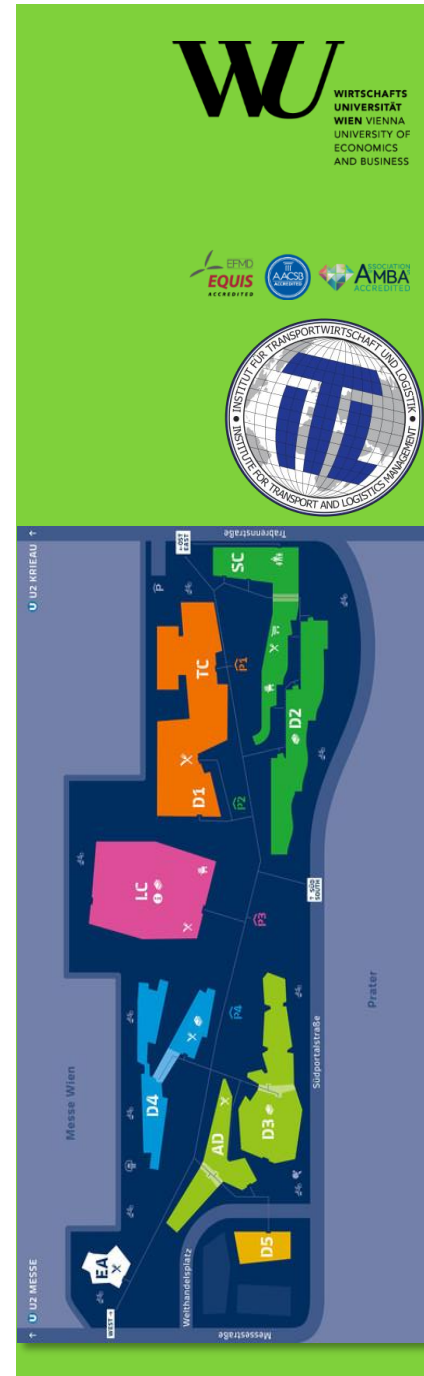 WU
WIRTSCHAFTS
UNIVERSITÄT
WIEN VIENNA
UNIVERSITY OF
ECONOMICS
AND BUSINESS
EFMD
EQUIS
ACCREDITED
AACSB
ACCREDITED
ASSOCIATION
AMBA
ACCREDITED
• INSTITUT FÜR TRANSPORTWIRTSCHAFT UND LOGISTIK •
INSTITUTE FOR TRANSPORT AND LOGISTICS MANAGEMENT
ITL
← U U2 MESSE
U U2 KRIEAU →
Messe Wien
WEST →
EA
D4
LC
i
D1
TC
P
← OST
EAST
SC
P1
P2
P3
P4
D2
AD
D3
D5
Welthandelsplatz
Messestraße
Trabrennstraße
Südportalstraße
↑ SÜD
SOUTH
Prater